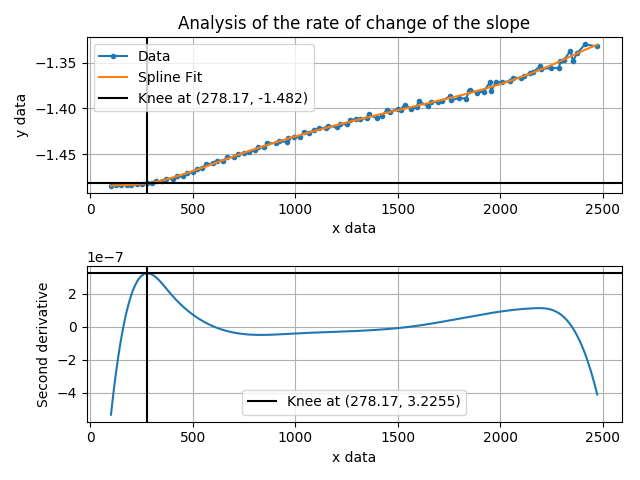 Analysis of the rate of change of the slope
Data
Spline Fit
Knee at (278.17, -1.482)
y data
−1.35
−1.40
−1.45
0
500
1000
1500
2000
2500
x data
1e−7
Second derivative
2
0
−2
−4
Knee at (278.17, 3.2255)
0
500
1000
1500
2000
2500
x data